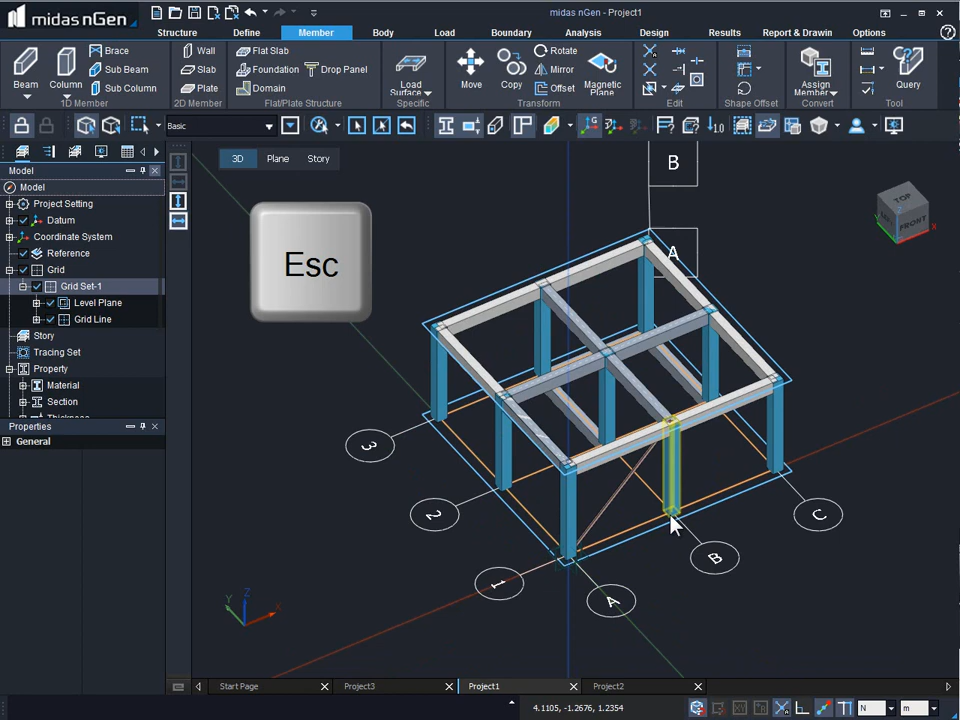 midas nGen
midas nGen - Project1
Structure Define Member Body Load Boundary Analysis Design Results Report & Drawin Options
Beam
Column
Brace
Sub Beam
Sub Column
1D Member
Wall
Slab
Plate
2D Member
Flat Slab
Foundation
Drop Panel
Domain
Flat/Plate Structure
Load
Surface
Specific
Move
Copy
Rotate
Mirror
Offset
Magnetic
Plane
Transform
Edit
Shape Offset
Assign
Member
Convert
Query
Tool
Basic
1.0
Model
Model
Project Setting
Datum
Coordinate System
Reference
Grid
Grid Set-1
Level Plane
Grid Line
Story
Tracing Set
Property
Material
Section
Properties
General
3D Plane Story
Esc
B
A
TOP
FRONT
X
Y
Z
3
2
1
A
B
C
Z
Y
X
Start Page
Project3
Project1
Project2
4.1105, -1.2676, 1.2354
N
m